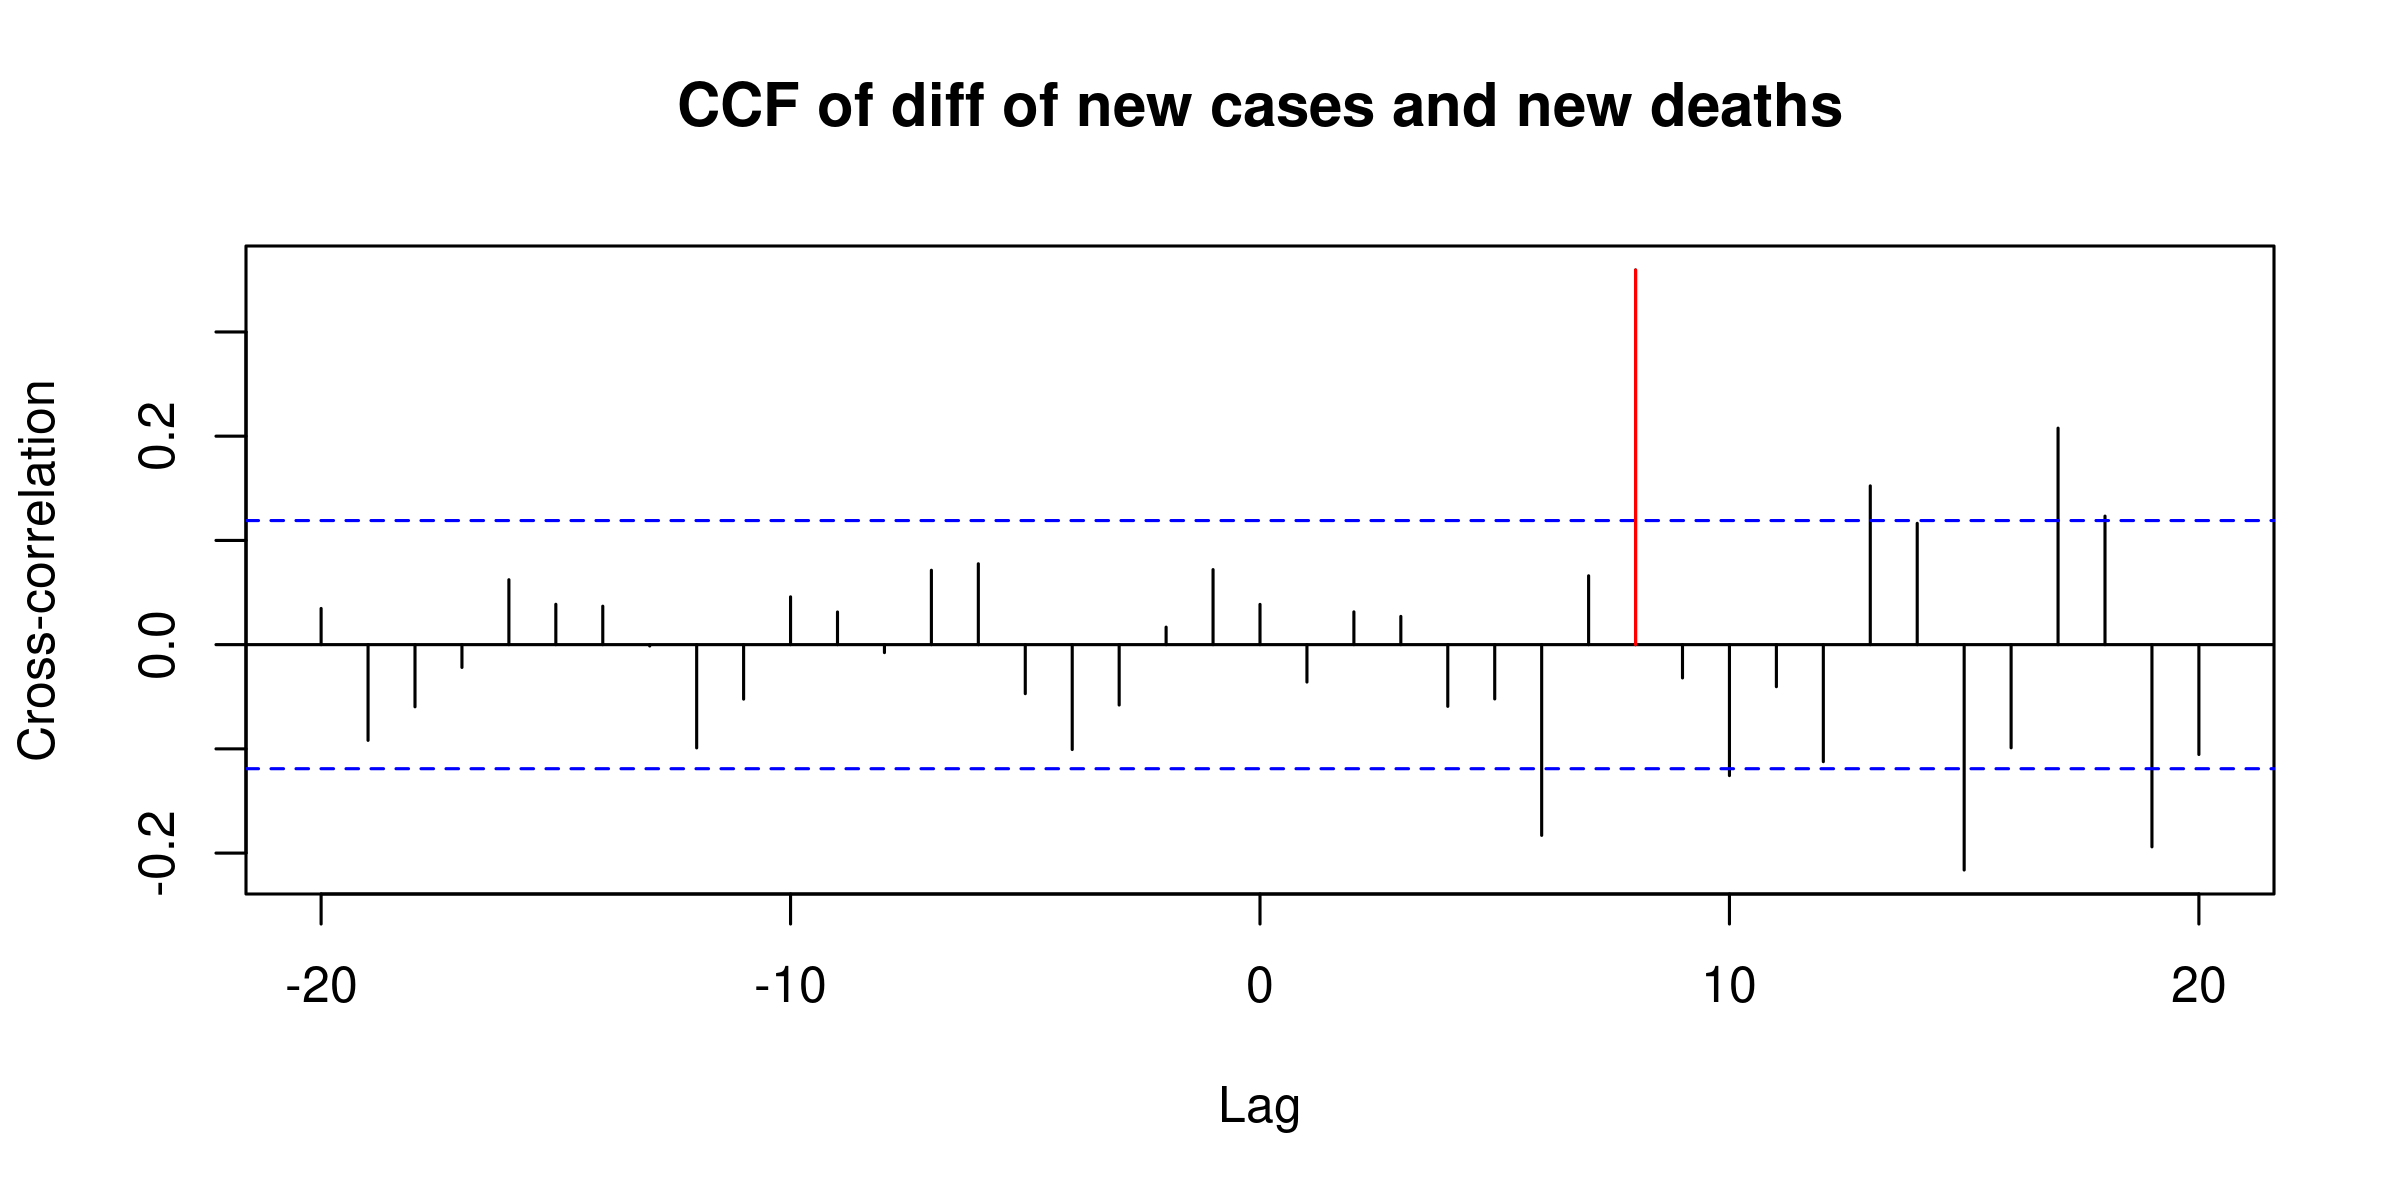 CCF of diff of new cases and new deaths
Cross-correlation
0.2
0.0
-0.2
-20 -10 0 10 20
Lag